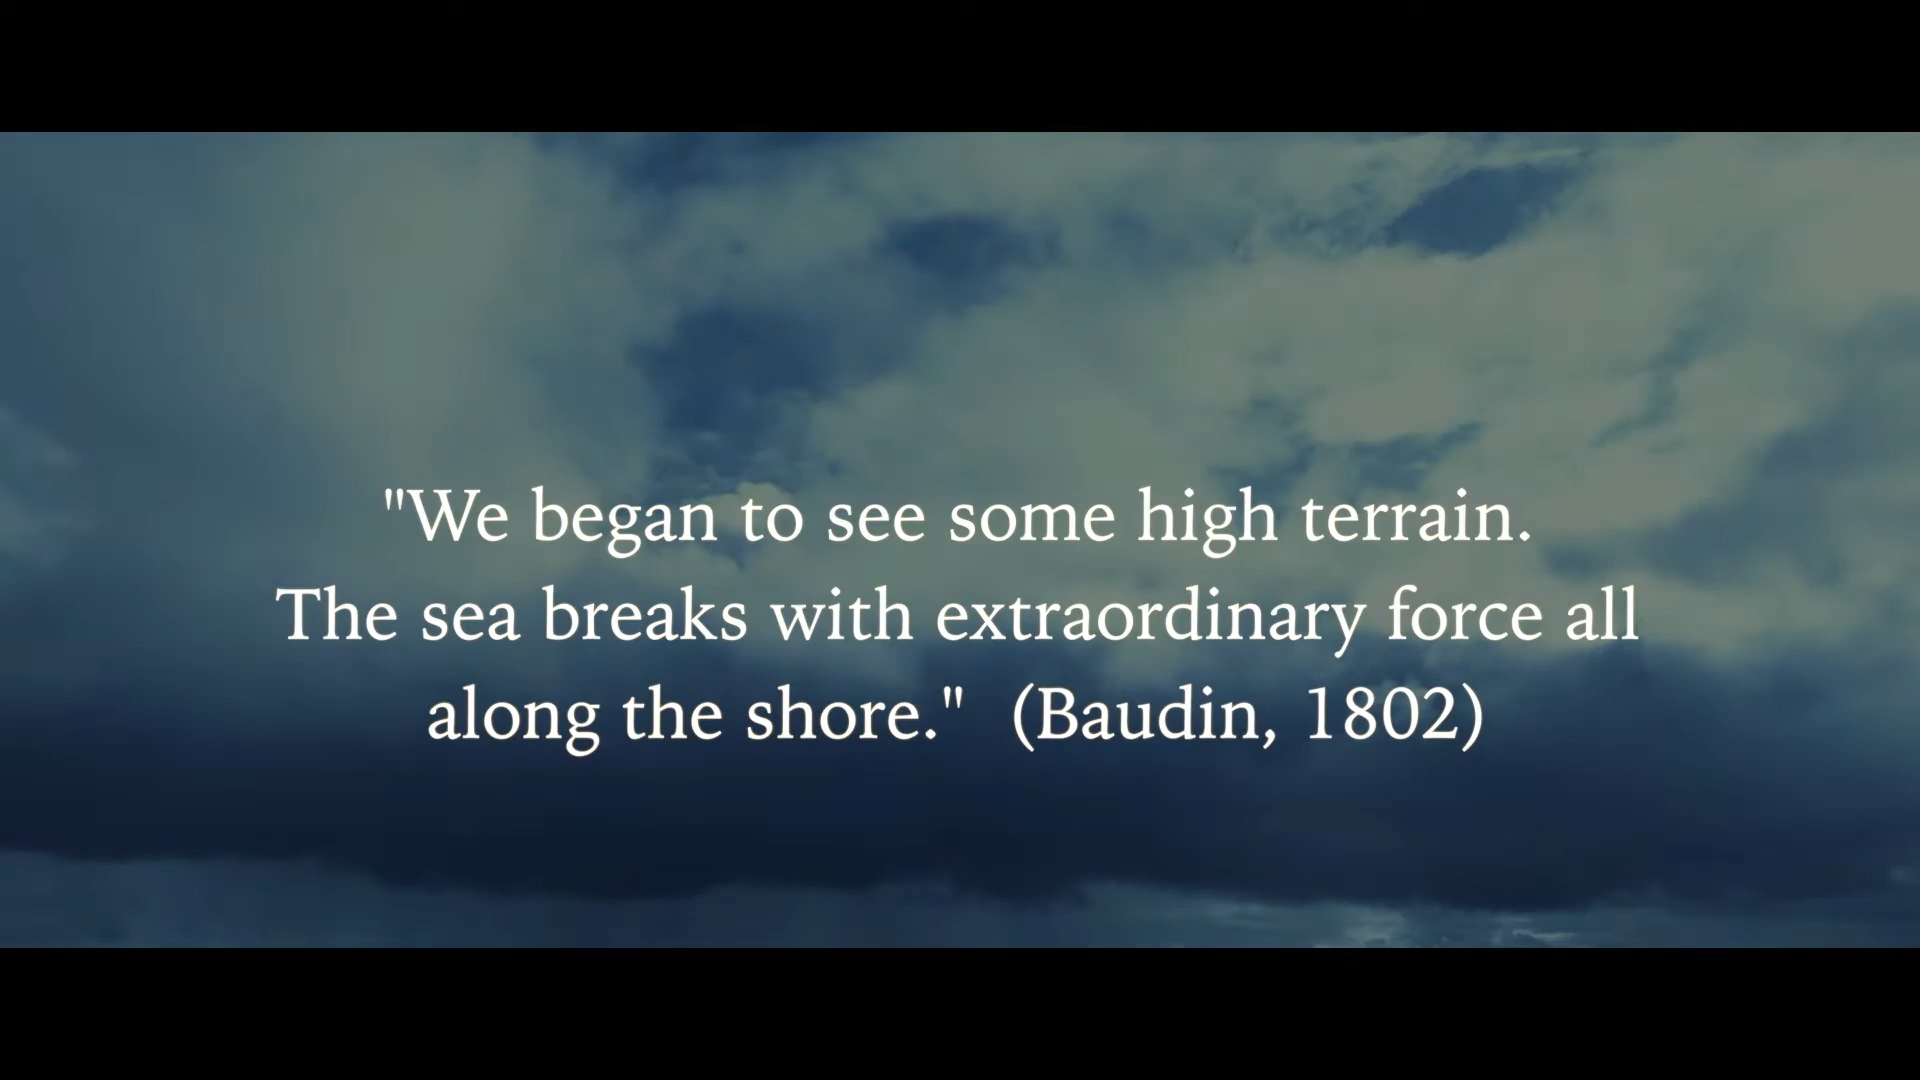 "We began to see some high terrain.
The sea breaks with extraordinary force all
along the shore."  (Baudin, 1802)